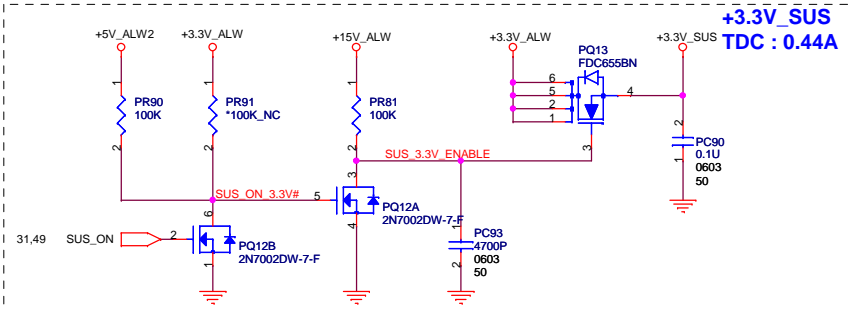 +3.3V_SUS
TDC : 0.44A
+5V_ALW2
+3.3V_ALW
+15V_ALW
+3.3V_ALW
PQ13
FDC655BN
+3.3V_SUS
1
1
1
6
5
2
1
4
3
PR90
100K
PR91
*100K_NC
PR81
100K
2
2
2
SUS_3.3V_ENABLE
2
PC90
0.1U
0603
50
1
SUS_ON_3.3V#
5
3
PQ12A
2N7002DW-7-F
4
6
31,49
SUS_ON
2
PQ12B
2N7002DW-7-F
1
1
PC93
4700P
0603
50
2